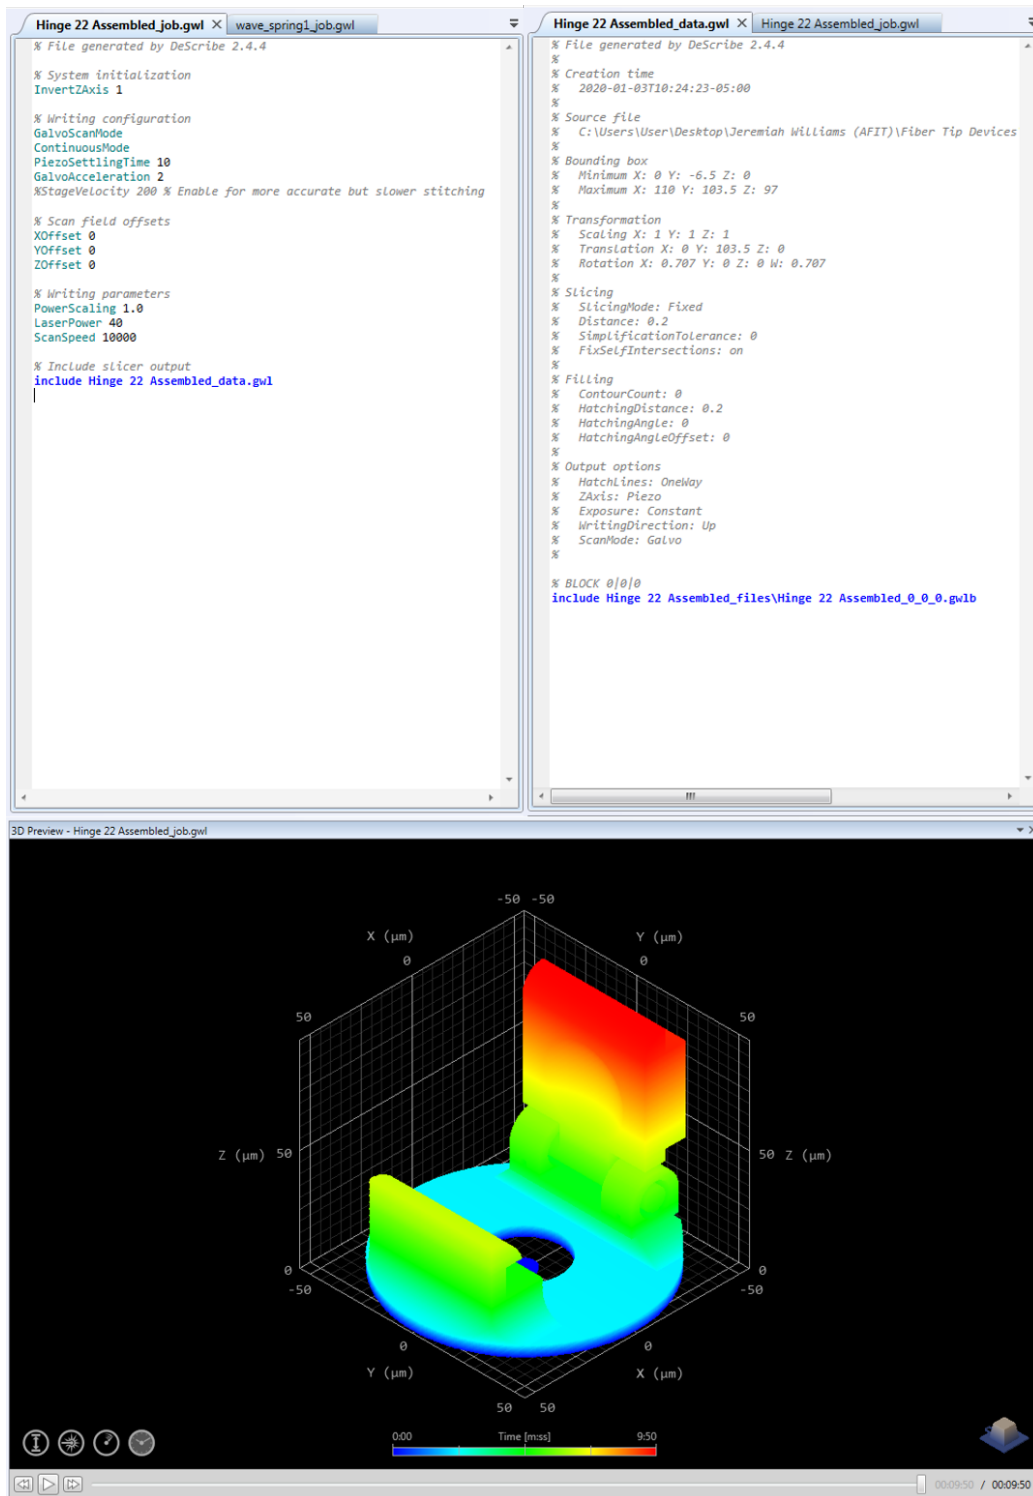 Hinge 22 Assembled_job.gwl
wave_spring1_job.gwl
% File generated by DeScribe 2.4.4
% System initialization
InvertZAxis 1
% Writing configuration
GalvoScanMode
ContinuousMode
PiezoSettlingTime 10
GalvoAcceleration 2
%StageVelocity 200 % Enable for more accurate but slower stitching
% Scan field offsets
XOffset 0
YOffset 0
ZOffset 0
% Writing parameters
PowerScaling 1.0
LaserPower 40
ScanSpeed 10000
% Include slicer output
include Hinge 22 Assembled_data.gwl
Hinge 22 Assembled_data.gwl
Hinge 22 Assembled_job.gwl
% File generated by DeScribe 2.4.4
%
% Creation time
% 2020-01-03T10:24:23-05:00
%
% Source file
% C:\Users\User\Desktop\Jeremiah Williams (AFIT)\Fiber Tip Devices
%
% Bounding box
% Minimum X: 0 Y: -6.5 Z: 0
% Maximum X: 110 Y: 103.5 Z: 97
%
% Transformation
% Scaling X: 1 Y: 1 Z: 1
% Translation X: 0 Y: 103.5 Z: 0
% Rotation X: 0.707 Y: 0 Z: 0 W: 0.707
%
% Slicing
% SlicingMode: Fixed
% Distance: 0.2
% SimplificationTolerance: 0
% FixSelfIntersections: on
%
% Filling
% ContourCount: 0
% HatchingDistance: 0.2
% HatchingAngle: 0
% HatchingAngleOffset: 0
%
% Output options
% HatchLines: OneWay
% ZAxis: Piezo
% Exposure: Constant
% WritingDirection: Up
% ScanMode: Galvo
%
% BLOCK 0|0|0
include Hinge 22 Assembled_files\Hinge 22 Assembled_0_0_0.gwlb
3D Preview - Hinge 22 Assembled_job.gwl
-50 -50
X (µm)
Y (µm)
0
0
50
50
Z (µm) 50
50 Z (µm)
0
0
-50
-50
0
0
Y (µm)
X (µm)
50 50
0:00 Time [m:ss] 9:50
00:09:50 / 00:09:50